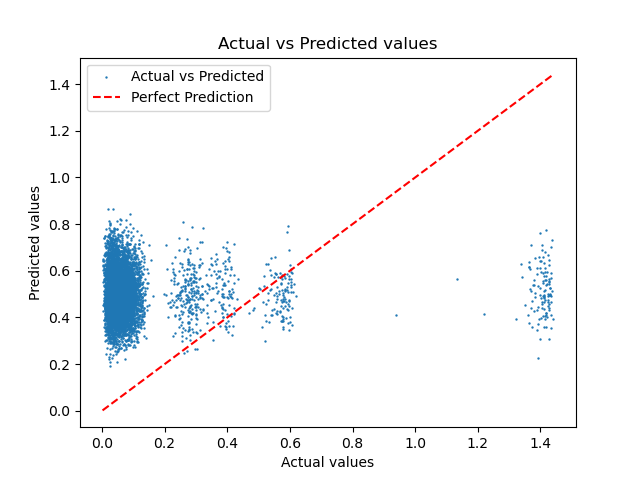 Actual vs Predicted values
Actual vs Predicted
Perfect Prediction
1.4
1.2
1.0
0.8
0.6
0.4
0.2
0.0
Predicted values
0.0 0.2 0.4 0.6 0.8 1.0 1.2 1.4
Actual values